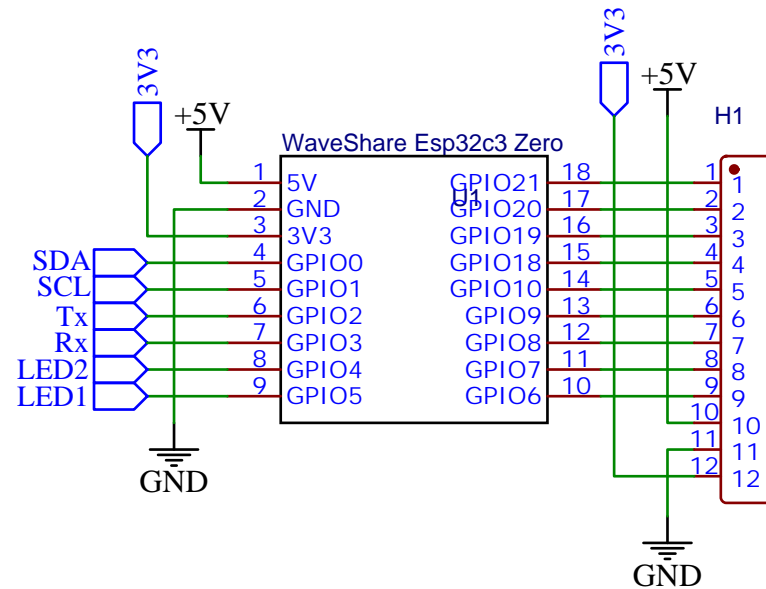 3V3
3V3
+5V
+5V
H1
WaveShare Esp32c3 Zero
U1
1 5V GPIO21 18 1 1
2 GND GPIO20 17 2 2
3 3V3 GPIO19 16 3 3
SDA 4 GPIO0 GPIO18 15 4 4
SCL 5 GPIO1 GPIO10 14 5 5
Tx 6 GPIO2 GPIO9 13 6 6
Rx 7 GPIO3 GPIO8 12 7 7
LED2 8 GPIO4 GPIO7 11 8 8
LED1 9 GPIO5 GPIO6 10 9 9
10 10
11 11
12 12
GND
GND